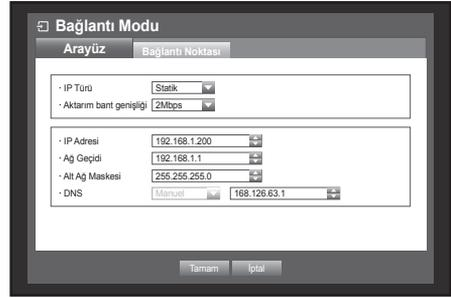 Bağlantı Modu
Arayüz Bağlantı Noktası
· IP Türü Statik
· Aktarım bant genişliği 2Mbps
· IP Adresi 192.168.1.200
· Ağ Geçidi 192.168.1.1
· Alt Ağ Maskesi 255.255.255.0
· DNS Manuel 168.126.63.1
Tamam İptal